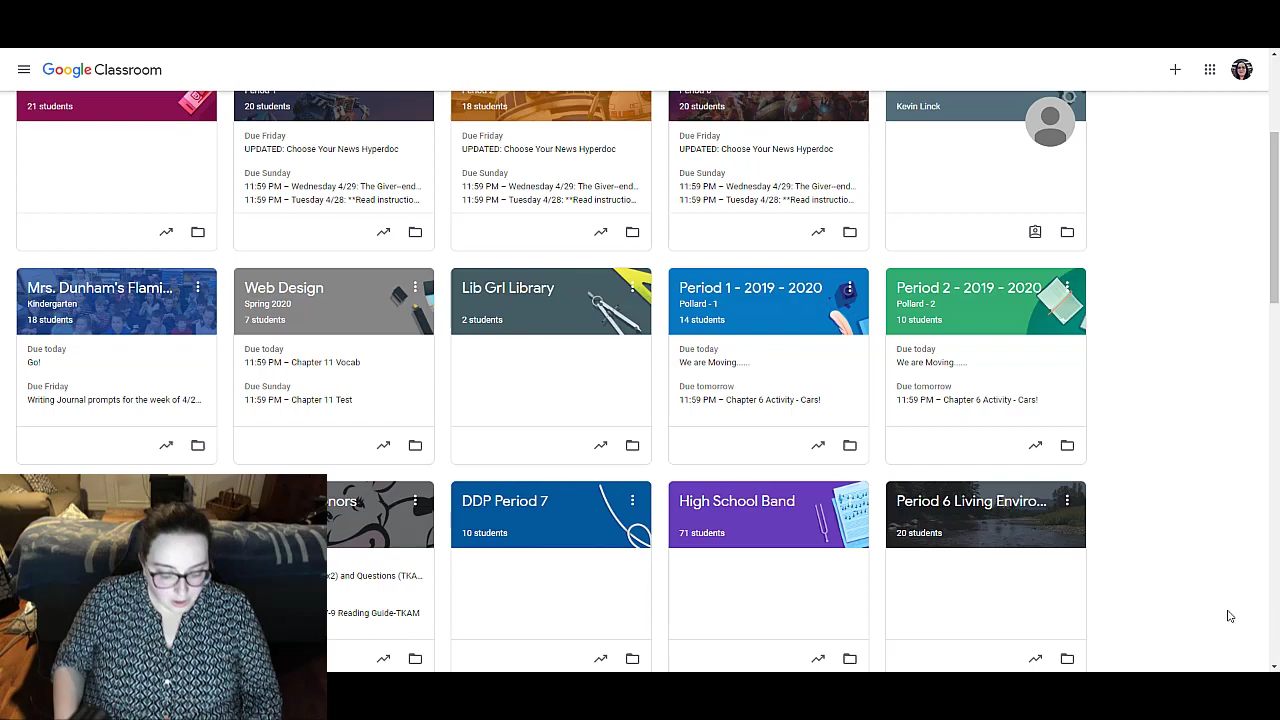 Google Classroom
21 students
20 students
18 students
20 students
Kevin Linck
Due Friday
UPDATED: Choose Your News Hyperdoc
Due Sunday
11:59 PM – Wednesday 4/29: The Giver--end...
11:59 PM – Tuesday 4/28: **Read instructio...
Due Friday
UPDATED: Choose Your News Hyperdoc
Due Sunday
11:59 PM – Wednesday 4/29: The Giver--end...
11:59 PM – Tuesday 4/28: **Read instructio...
Due Friday
UPDATED: Choose Your News Hyperdoc
Due Sunday
11:59 PM – Wednesday 4/29: The Giver--end...
11:59 PM – Tuesday 4/28: **Read instructio...
Mrs. Dunham's Flami...
Kindergarten
18 students
Due today
Go!
Due Friday
Writing Journal prompts for the week of 4/2...
Web Design
Spring 2020
7 students
Due today
11:59 PM – Chapter 11 Vocab
Due Sunday
11:59 PM – Chapter 11 Test
Lib Grl Library
2 students
Period 1 - 2019 - 2020
Pollard - 1
14 students
Due today
We are Moving......
Due tomorrow
11:59 PM – Chapter 6 Activity - Cars!
Period 2 - 2019 - 2020
Pollard - 2
10 students
Due today
We are Moving......
Due tomorrow
11:59 PM – Chapter 6 Activity - Cars!
nors
x2) and Questions (TKA...
7-9 Reading Guide-TKAM
DDP Period 7
10 students
High School Band
71 students
Period 6 Living Enviro...
20 students